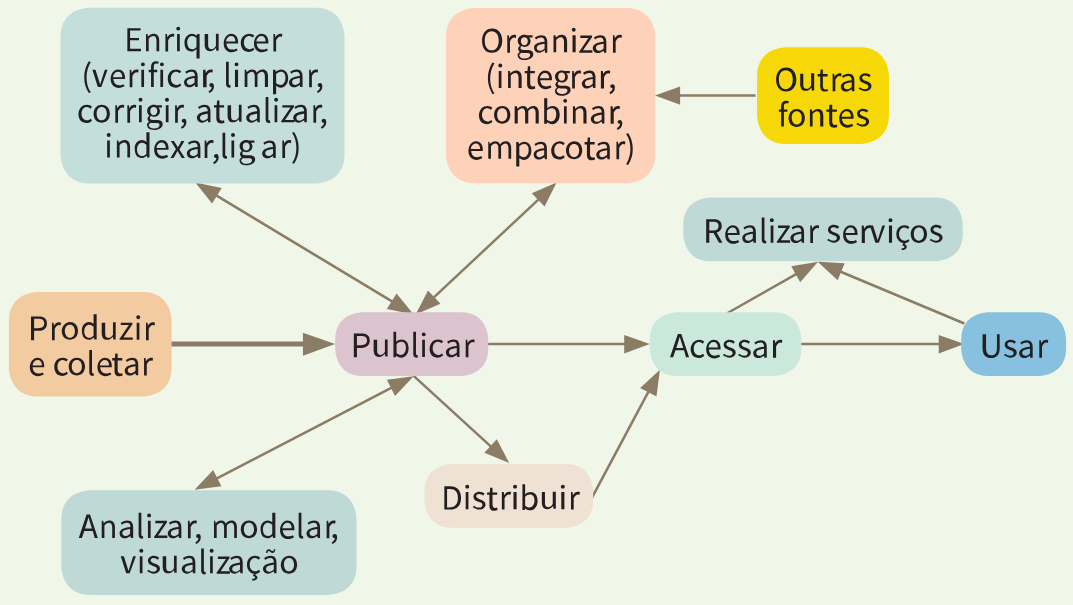 Enriquecer
(verificar, limpar,
corrigir, atualizar,
indexar,lig ar)
Organizar
(integrar,
combinar,
empacotar)
Outras
fontes
Realizar serviços
Produzir
e coletar
Publicar
Acessar
Usar
Distribuir
Analizar, modelar,
visualização